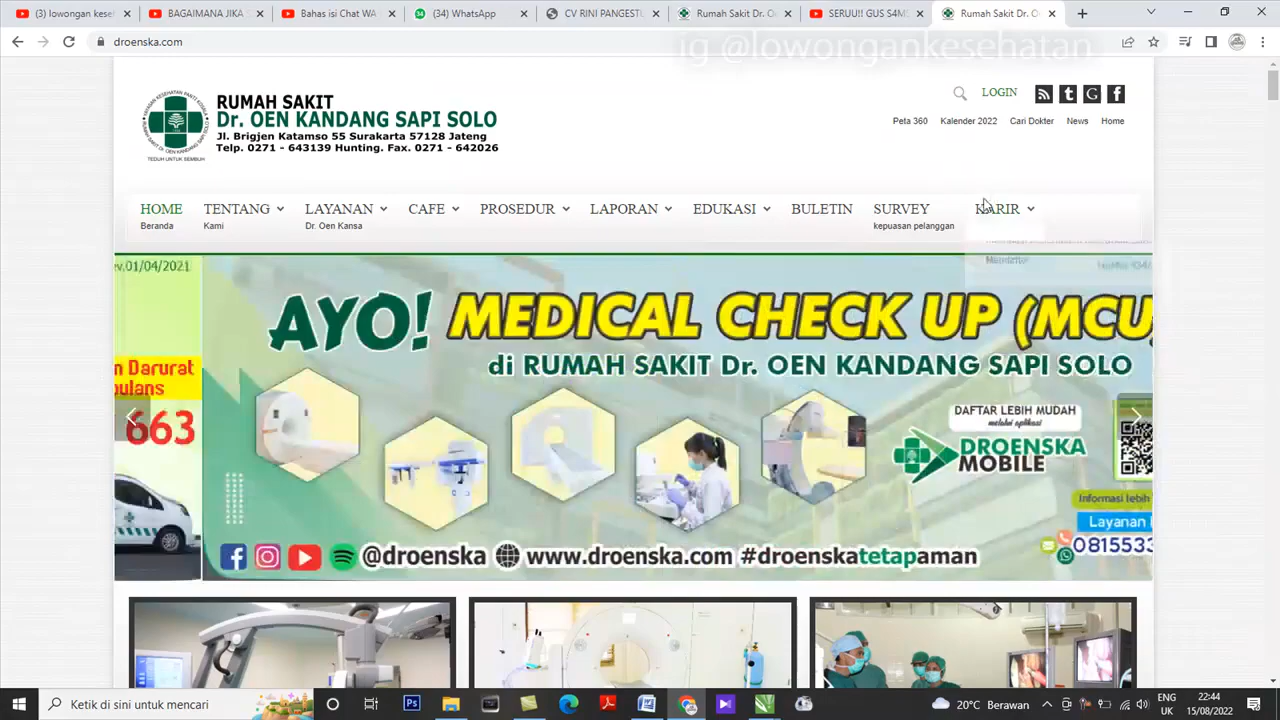 (3) lowongan keseh
BAGAIMANA JIKA S
Bahas isi Chat WA
(34) WhatsApp
CV RINI PANGESTU
Rumah Sakit Dr. O
SERUIII GUS S4MS
Rumah Sakit Dr. O
droenska.com
ig @lowongankesehatan
RUMAH SAKIT
Dr. OEN KANDANG SAPI SOLO
Jl. Brigjen Katamso 55 Surakarta 57128 Jateng
Telp. 0271 - 643139 Hunting. Fax. 0271 - 642026
TEDUH UNTUK SEMBUH
LOGIN
Peta 360 Kalender 2022 Cari Dokter News Home
HOME TENTANG LAYANAN CAFE PROSEDUR LAPORAN EDUKASI BULETIN SURVEY KARIR
Beranda Kami Dr. Oen Kansa kepuasan pelanggan
ev.01/04/2021
n Darurat
bulans
663
AYO! MEDICAL CHECK UP (MCU
di RUMAH SAKIT Dr. OEN KANDANG SAPI SOLO
DAFTAR LEBIH MUDAH
melalui aplikasi
DROENSKA
MOBILE
Informasi lebih
Layanan
0815533
@droenska www.droenska.com #droenskatetapaman
Ketik di sini untuk mencari
20°C Berawan
ENG
UK
22:44
15/08/2022